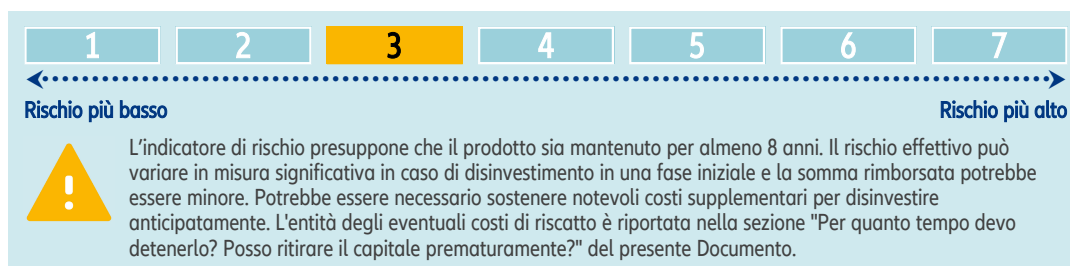 1 2 3 4 5 6 7
Rischio più basso Rischio più alto
L'indicatore di rischio presuppone che il prodotto sia mantenuto per almeno 8 anni. Il rischio effettivo può
variare in misura significativa in caso di disinvestimento in una fase iniziale e la somma rimborsata potrebbe
essere minore. Potrebbe essere necessario sostenere notevoli costi supplementari per disinvestire
anticipatamente. L'entità degli eventuali costi di riscatto è riportata nella sezione "Per quanto tempo devo
detenerlo? Posso ritirare il capitale prematuramente?" del presente Documento.